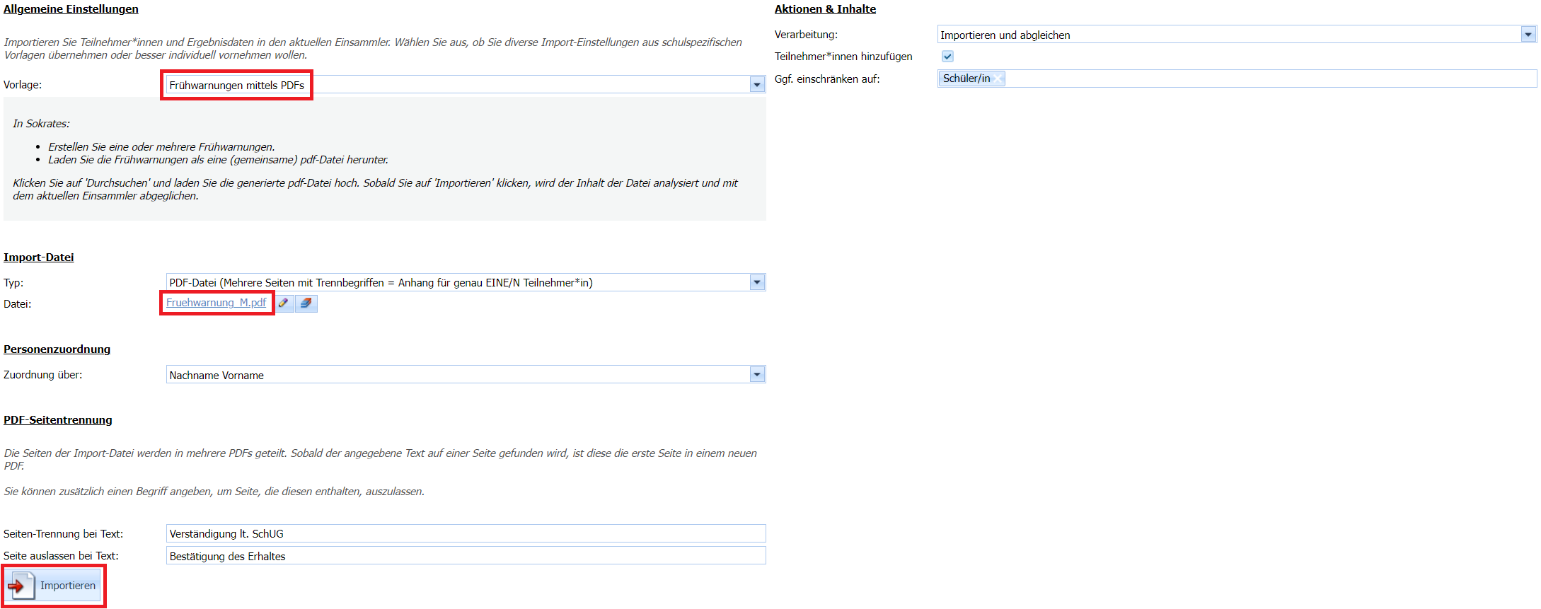 Allgemeine Einstellungen
Importieren Sie Teilnehmer*innen und Ergebnisdaten in den aktuellen Einsammler. Wählen Sie aus, ob Sie diverse Import-Einstellungen aus schulspezifischen
Vorlagen übernehmen oder besser individuell vornehmen wollen.
Vorlage: Frühwarnungen mittels PDFs
In Sokrates:
• Erstellen Sie eine oder mehrere Frühwarnungen.
• Laden Sie die Frühwarnungen als eine (gemeinsame) pdf-Datei herunter.
Klicken Sie auf 'Durchsuchen' und laden Sie die generierte pdf-Datei hoch. Sobald Sie auf 'Importieren' klicken, wird der Inhalt der Datei analysiert und mit
dem aktuellen Einsammler abgeglichen.
Import-Datei
Typ: PDF-Datei (Mehrere Seiten mit Trennbegriffen = Anhang für genau EINE/N Teilnehmer*in)
Datei: Fruehwarnung_M.pdf
Personenzuordnung
Zuordnung über: Nachname Vorname
PDF-Seitentrennung
Die Seiten der Import-Datei werden in mehrere PDFs geteilt. Sobald der angegebene Text auf einer Seite gefunden wird, ist diese die erste Seite in einem neuen
PDF.
Sie können zusätzlich einen Begriff angeben, um Seite, die diesen enthalten, auszulassen.
Seiten-Trennung bei Text: Verständigung lt. SchUG
Seite auslassen bei Text: Bestätigung des Erhaltes
Importieren
Aktionen & Inhalte
Verarbeitung: Importieren und abgleichen
Teilnehmer*innen hinzufügen
Ggf. einschränken auf: Schüler/in